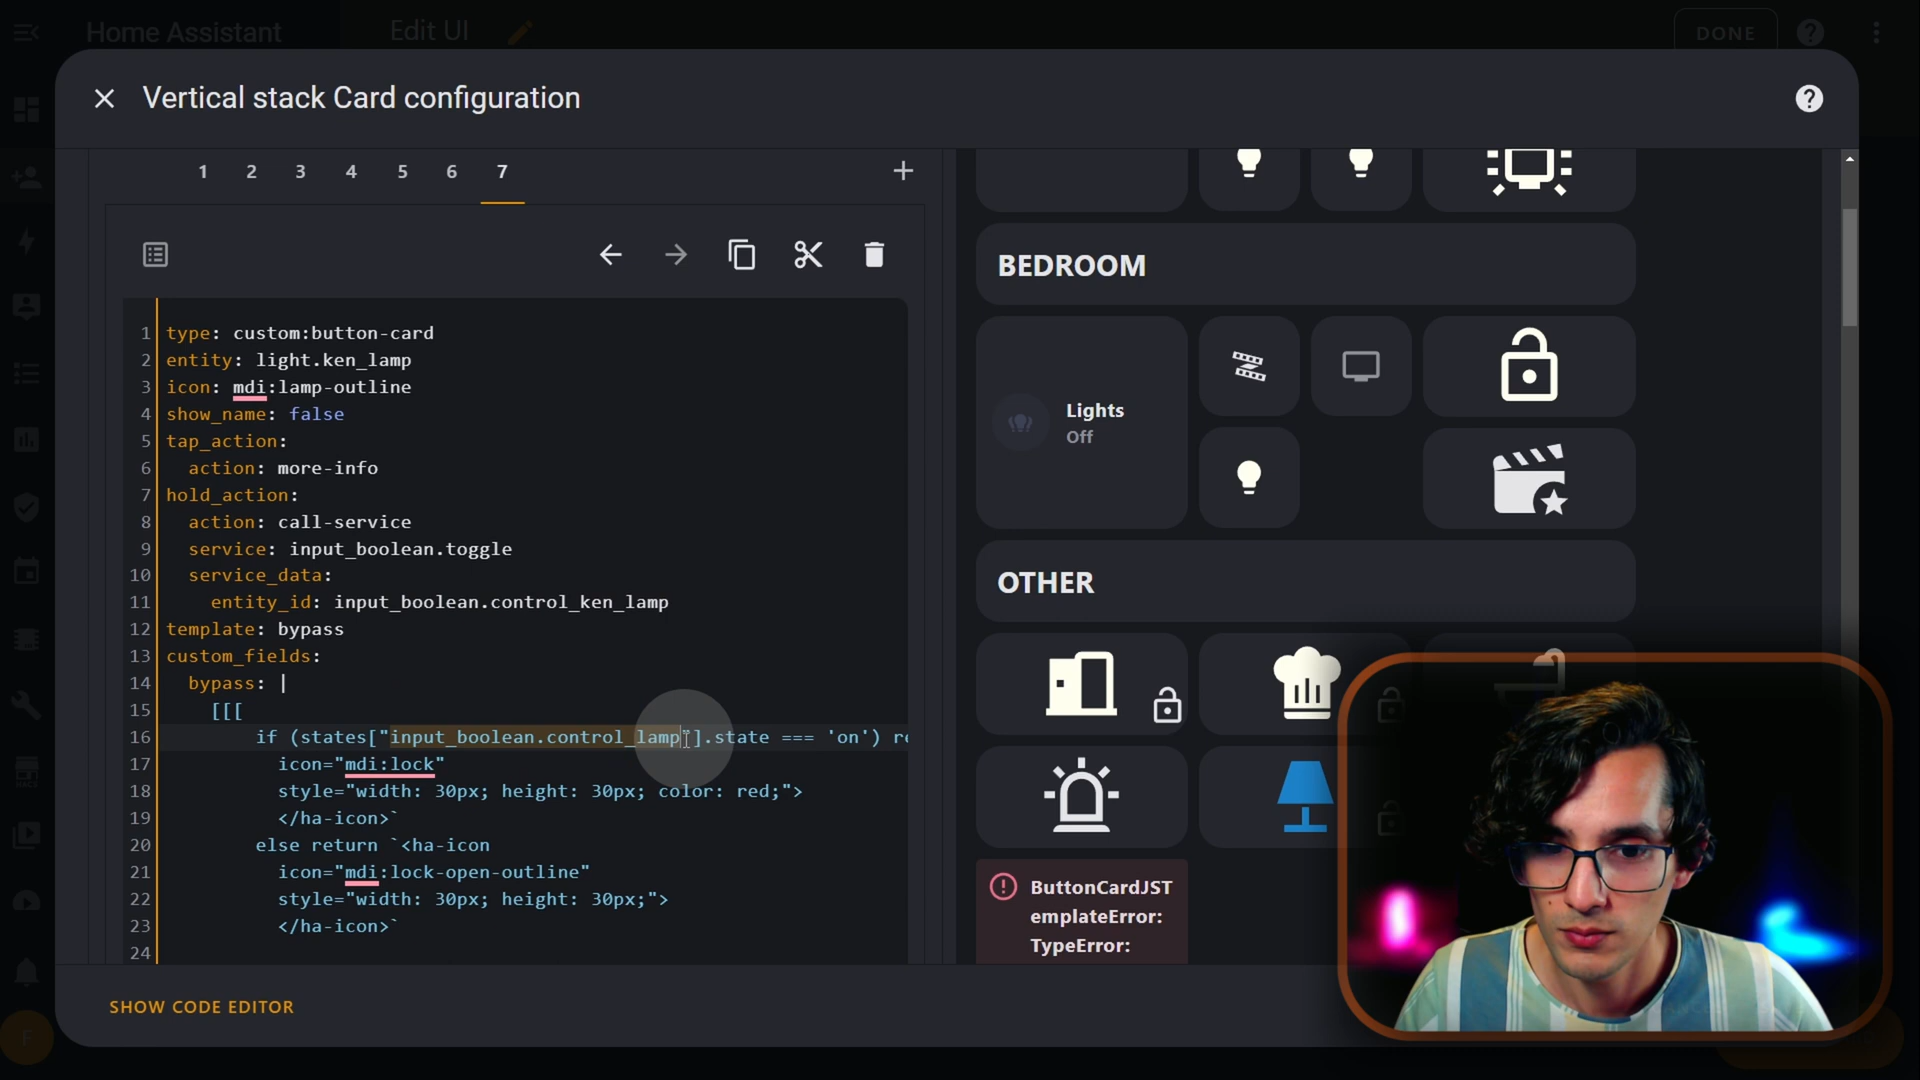 Home Assistant
Edit UI
DONE
Vertical stack Card configuration
1 2 3 4 5 6 7
1 type: custom:button-card
2 entity: light.ken_lamp
3 icon: mdi:lamp-outline
4 show_name: false
5 tap_action:
6 action: more-info
7 hold_action:
8 action: call-service
9 service: input_boolean.toggle
10 service_data:
11 entity_id: input_boolean.control_ken_lamp
12 template: bypass
13 custom_fields:
14 bypass: |
15 [[[
16 if (states["input_boolean.control_lamp"].state === 'on') re
17 icon="mdi:lock"
18 style="width: 30px; height: 30px; color: red;">
19 </ha-icon>`
20 else return `<ha-icon
21 icon="mdi:lock-open-outline"
22 style="width: 30px; height: 30px;">
23 </ha-icon>`
24
SHOW CODE EDITOR
BEDROOM
Lights
Off
OTHER
ButtonCardJST
emplateError:
TypeError:
F